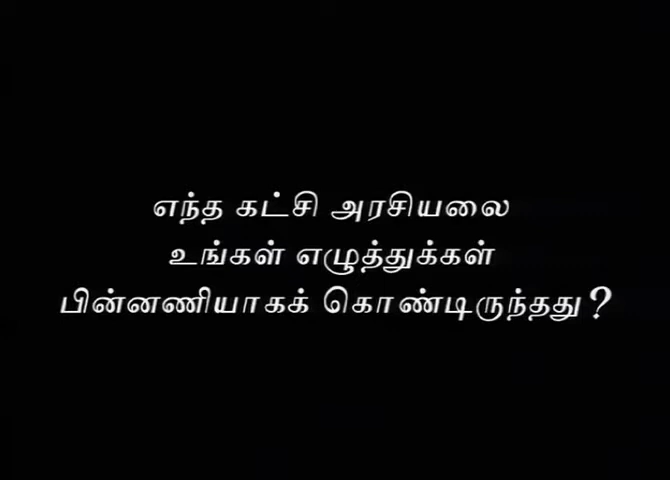 எந்த கட்சி அரசியலை
உங்கள் எழுத்துக்கள்
பின்னணியாகக் கொண்டிருந்தது?